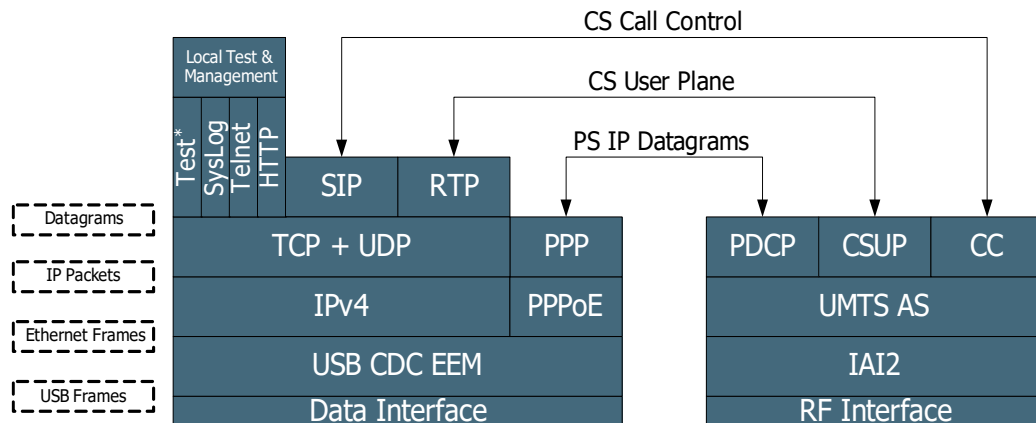 CS Call Control
Local Test &
Management
CS User Plane
Test*
SysLog
Telnet
HTTP
PS IP Datagrams
SIP
RTP
Datagrams
TCP + UDP
PPP
PDCP
CSUP
CC
IP Packets
IPv4
PPPoE
UMTS AS
Ethernet Frames
USB CDC EEM
IAI2
USB Frames
Data Interface
RF Interface